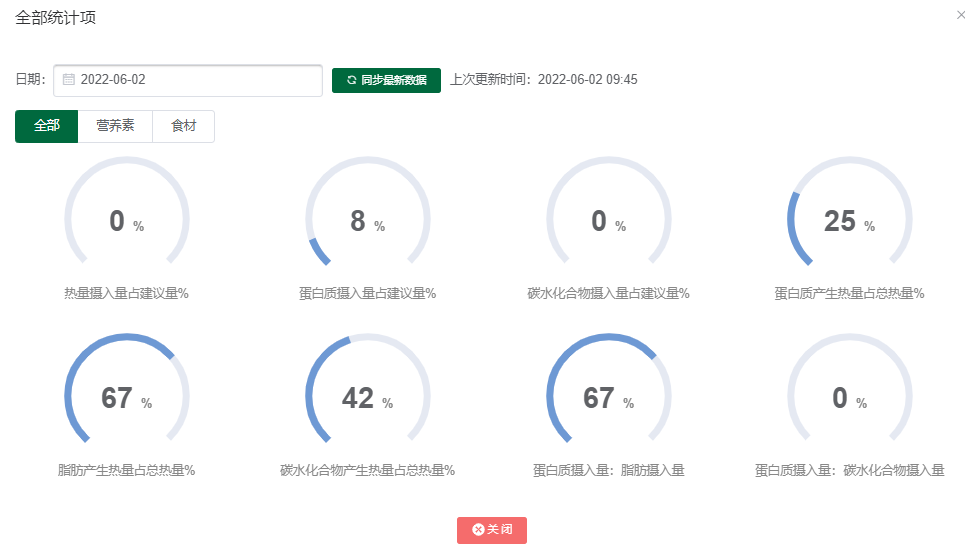 全部统计项
日期: 2022-06-02 同步最新数据 上次更新时间: 2022-06-02 09:45
全部 营养素 食材
0 % 8 % 0 % 25 %
热量摄入量占建议量% 蛋白质摄入量占建议量% 碳水化合物摄入量占建议量% 蛋白质产生热量占总热量%
67 % 42 % 67 % 0 %
脂肪产生热量占总热量% 碳水化合物产生热量占总热量% 蛋白质摄入量：脂肪摄入量 蛋白质摄入量：碳水化合物摄入量
关闭